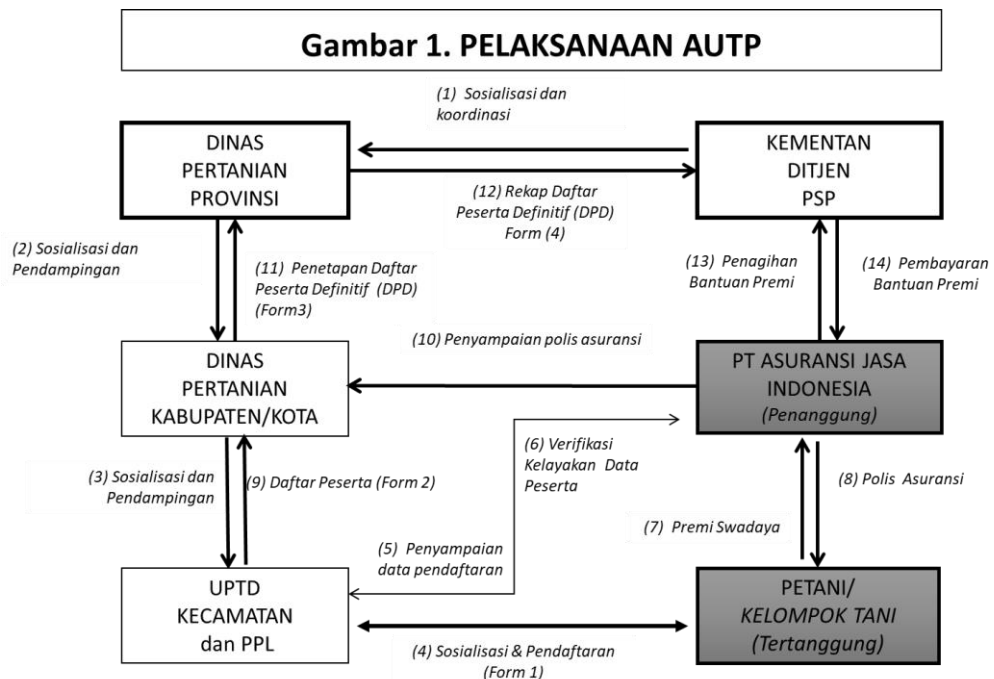 Gambar 1. PELAKSANAAN AUTP
(1) Sosialisasi dan
koordinasi
DINAS
PERTANIAN
PROVINSI
KEMENTAN
DITJEN
PSP
(12) Rekap Daftar
Peserta Definitif (DPD)
Form (4)
(2) Sosialisasi dan
Pendampingan
(11) Penetapan Daftar
Peserta Definitif (DPD)
(Form3)
(13) Penagihan
Bantuan Premi
(14) Pembayaran
Bantuan Premi
(10) Penyampaian polis asuransi
DINAS
PERTANIAN
KABUPATEN/KOTA
PT ASURANSI JASA
INDONESIA
(Penanggung)
(3) Sosialisasi dan
Pendampingan
(9) Daftar Peserta (Form 2)
(6) Verifikasi
Kelayakan Data
Peserta
(8) Polis Asuransi
(7) Premi Swadaya
(5) Penyampaian
data pendaftaran
UPTD
KECAMATAN
dan PPL
PETANI/
KELOMPOK TANI
(Tertanggung)
(4) Sosialisasi & Pendaftaran
(Form 1)